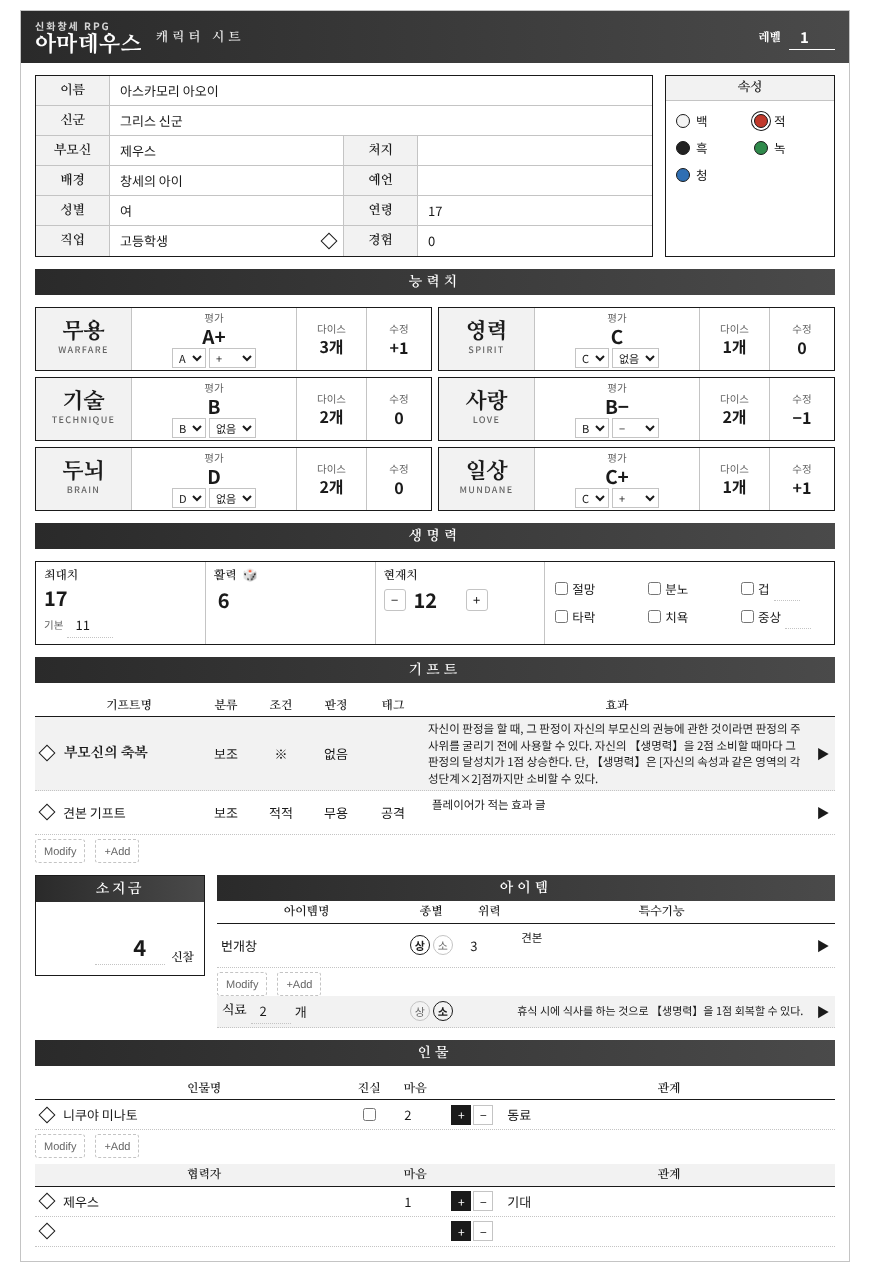 신화창세 RPG
아마데우스 캐릭터 시트 레벨 1
이름 아스카모리 아오이
신군 그리스 신군
부모신 제우스 처지
배경 창세의 아이 예언
성별 여 연령 17
직업 고등학생 경험 0
속성
백 적
흑 녹
청
능력치
무용 WARFARE 평가 A+ A + 다이스 3개 수정 +1
영력 SPIRIT 평가 C C 없음 다이스 1개 수정 0
기술 TECHNIQUE 평가 B B 없음 다이스 2개 수정 0
사랑 LOVE 평가 B− B − 다이스 2개 수정 −1
두뇌 BRAIN 평가 D D 없음 다이스 2개 수정 0
일상 MUNDANE 평가 C+ C + 다이스 1개 수정 +1
생명력
최대치 활력 현재치
17 6 − 12 +
기본 11
절망 분노 겁
타락 치욕 중상
기프트
기프트명 분류 조건 판정 태그 효과
부모신의 축복 보조 ※ 없음
자신이 판정을 할 때, 그 판정이 자신의 부모신의 권능에 관한 것이라면 판정의 주
사위를 굴리기 전에 사용할 수 있다. 자신의 【생명력】을 2점 소비할 때마다 그
판정의 달성치가 1점 상승한다. 단, 【생명력】은 [자신의 속성과 같은 영역의 각
성단계×2]점까지만 소비할 수 있다.
▶
견본 기프트 보조 적적 무용 공격 플레이어가 적는 효과 글 ▶
Modify +Add
소지금
4 신찰
아이템
아이템명 종별 위력 특수기능
번개창 상 소 3 견본 ▶
Modify +Add
식료 2 개 상 소 휴식 시에 식사를 하는 것으로 【생명력】을 1점 회복할 수 있다. ▶
인물
인물명 진실 마음 관계
니쿠야 미나토 2 + − 동료
Modify +Add
협력자 마음 관계
제우스 1 + − 기대
+ −